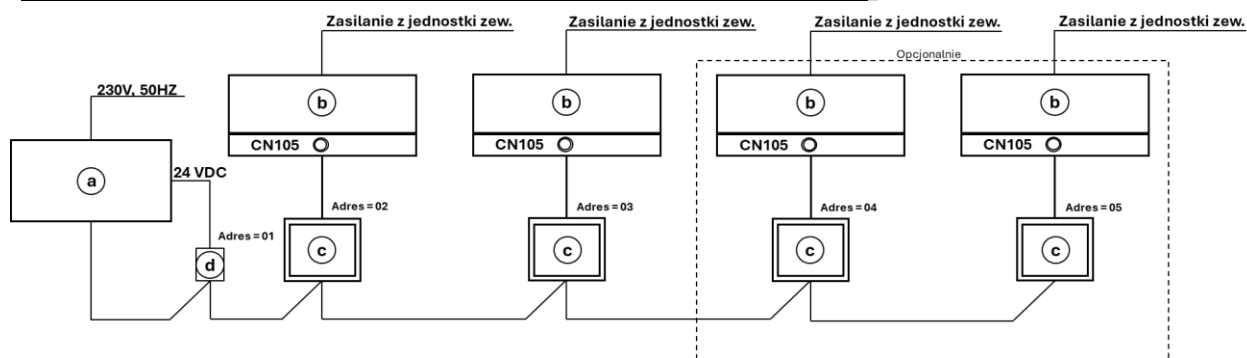 Zasilanie z jednostki zew.
Zasilanie z jednostki zew.
Zasilanie z jednostki zew.
Zasilanie z jednostki zew.
Opcjonalnie
230V, 50HZ
b
b
b
b
CN105
CN105
CN105
CN105
a
24 VDC
Adres = 02
Adres = 03
Adres = 04
Adres = 05
Adres = 01
d
c
c
c
c